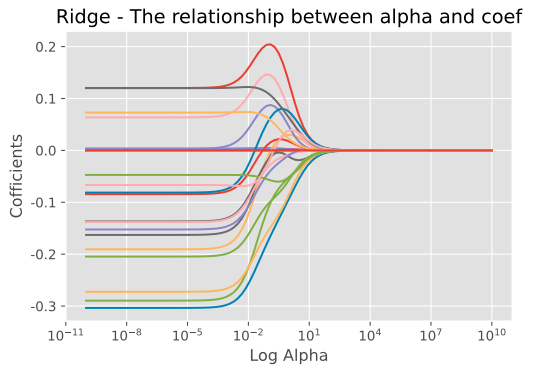 Ridge - The relationship between alpha and coef
Cofficients
0.2
0.1
0.0
-0.1
-0.2
-0.3
10⁻¹¹ 10⁻⁸ 10⁻⁵ 10⁻² 10¹ 10⁴ 10⁷ 10¹⁰
Log Alpha